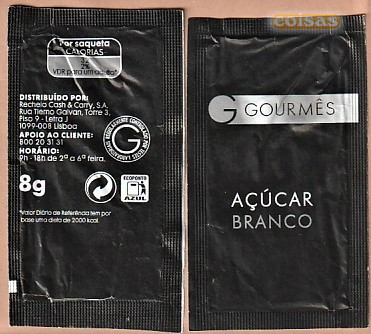 Por saqueta
CALORIAS
32
2%
VDR para um adulto*
DISTRIBUÍDO POR:
Recheio Cash & Carry, S.A.
Rua Tierno Galvan, Torre 3,
Piso 9 - Letra J
1099-008 Lisboa
APOIO AO CLIENTE:
800 20 31 31
HORÁRIO:
9h - 18h de 2ª a 6ª feira.
8g
ECOPONTO
AZUL
*Valor Diário de Referência tem por
base uma dieta de 2000 kcal.
coisas
G GOURMÊS
AÇÚCAR
BRANCO